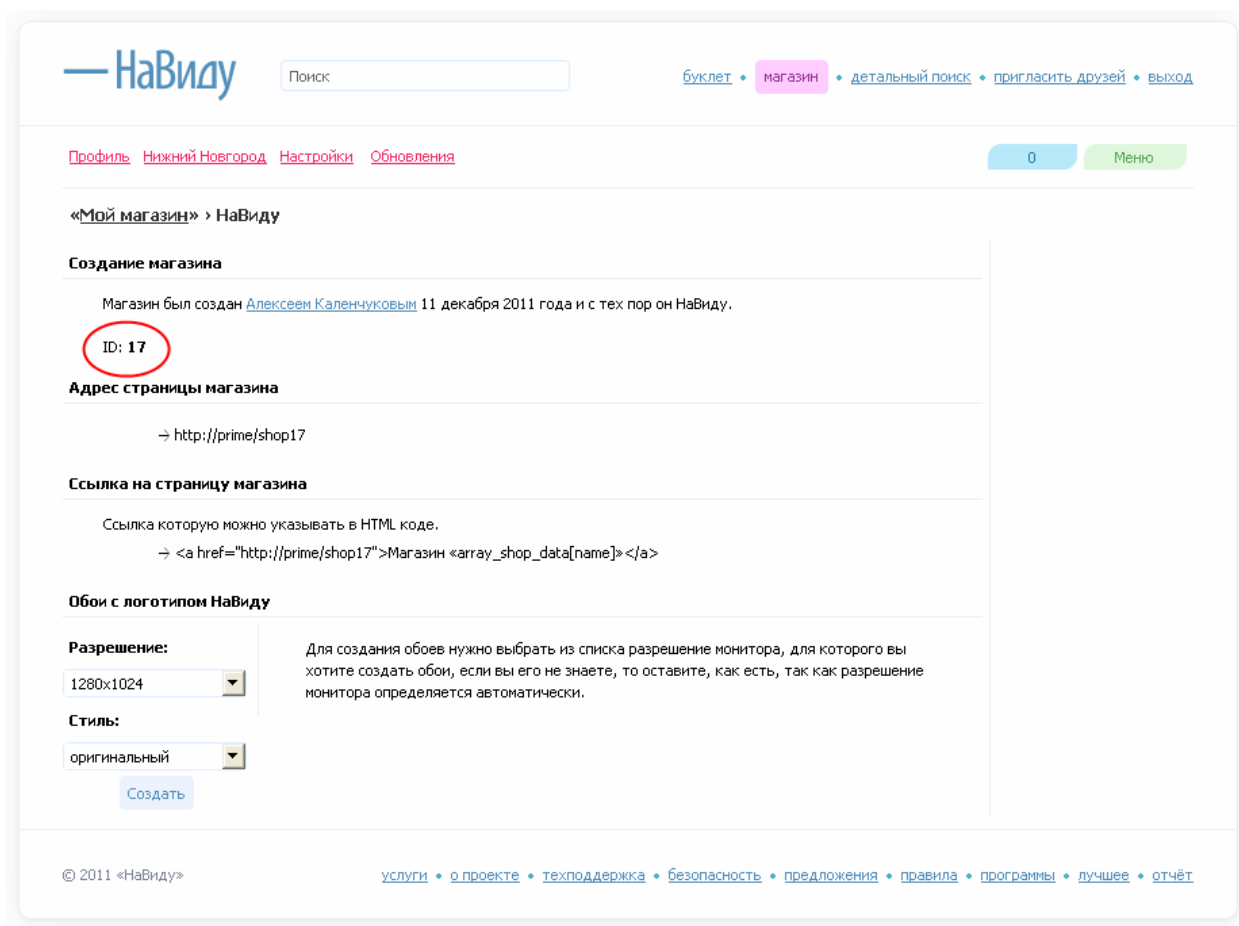 — НаВиду
Поиск
буклет • магазин • детальный поиск • пригласить друзей • выход
Профиль Нижний Новгород Настройки Обновления
0 Меню
«Мой магазин» › НаВиду
Создание магазина
Магазин был создан Алексеем Каленчуковым 11 декабря 2011 года и с тех пор он НаВиду.
ID: 17
Адрес страницы магазина
→ http://prime/shop17
Ссылка на страницу магазина
Ссылка которую можно указывать в HTML коде.
→ <a href="http://prime/shop17">Магазин «array_shop_data[name]»</a>
Обои с логотипом НаВиду
Разрешение:
1280x1024
Стиль:
оригинальный
Создать
Для создания обоев нужно выбрать из списка разрешение монитора, для которого вы
хотите создать обои, если вы его не знаете, то оставите, как есть, так как разрешение
монитора определяется автоматически.
© 2011 «НаВиду»
услуги • о проекте • техподдержка • безопасность • предложения • правила • программы • лучшее • отчёт